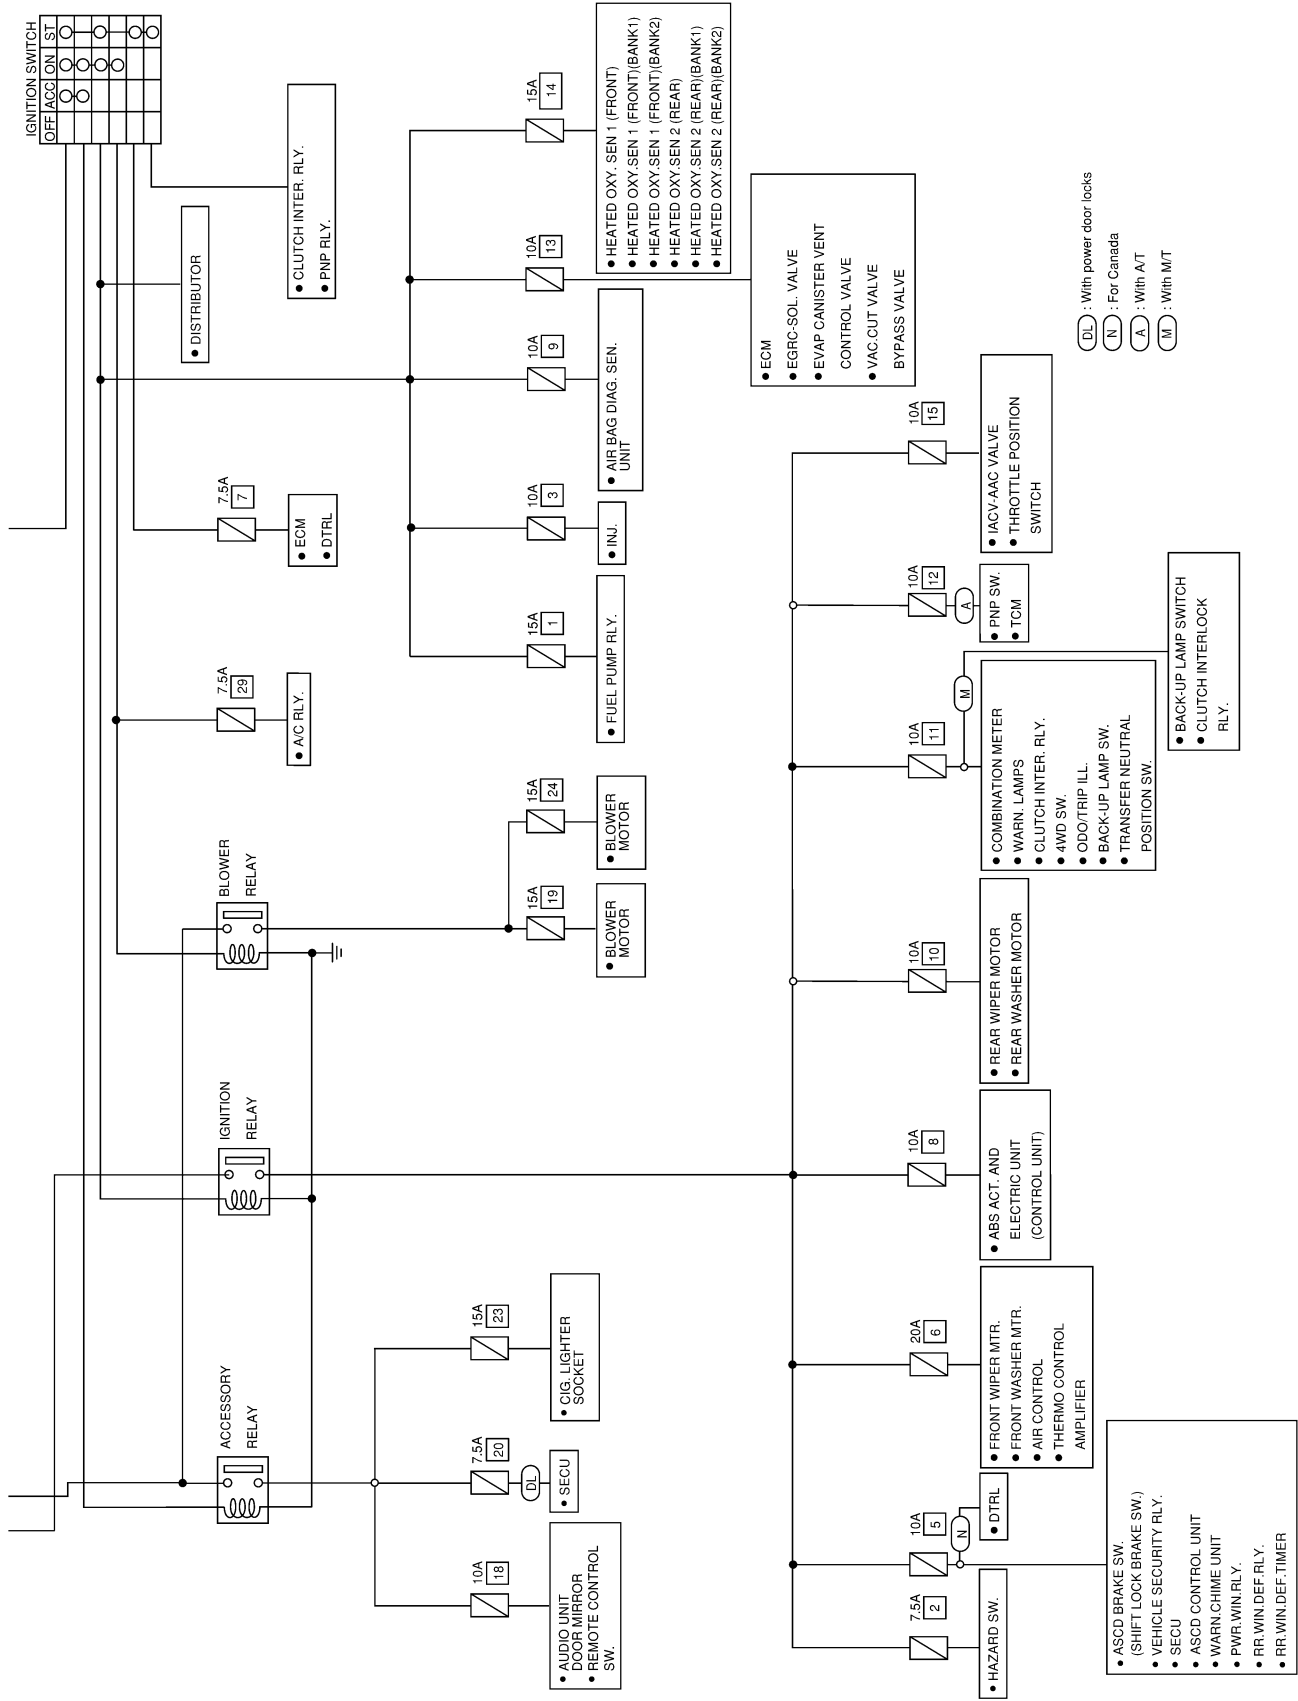 IGNITION SWITCH
OFF ACC ON ST
ACCESSORY
RELAY
IGNITION
RELAY
BLOWER
RELAY
7.5A
29
● A/C RLY.
7.5A
7
● ECM
● DTRL
● DISTRIBUTOR
● CLUTCH INTER. RLY.
● PNP RLY.
10A
18
● AUDIO UNIT
DOOR MIRROR
● REMOTE CONTROL
SW.
7.5A
20
DL
● SECU
15A
23
● CIG. LIGHTER
SOCKET
15A
19
● BLOWER
MOTOR
15A
24
● BLOWER
MOTOR
15A
1
● FUEL PUMP RLY.
10A
3
● INJ.
10A
9
● AIR BAG DIAG. SEN.
UNIT
10A
13
● ECM
● EGRC-SOL. VALVE
● EVAP CANISTER VENT
CONTROL VALVE
● VAC.CUT VALVE
BYPASS VALVE
15A
14
● HEATED OXY. SEN 1 (FRONT)
● HEATED OXY.SEN 1 (FRONT)(BANK1)
● HEATED OXY.SEN 1 (FRONT)(BANK2)
● HEATED OXY.SEN 2 (REAR)
● HEATED OXY.SEN 2 (REAR)(BANK1)
● HEATED OXY.SEN 2 (REAR)(BANK2)
7.5A
2
● HAZARD SW.
10A
5
N
● DTRL
● ASCD BRAKE SW.
(SHIFT LOCK BRAKE SW.)
● VEHICLE SECURITY RLY.
● SECU
● ASCD CONTROL UNIT
● WARN.CHIME UNIT
● PWR.WIN.RLY.
● RR.WIN.DEF.RLY.
● RR.WIN.DEF.TIMER
20A
6
● FRONT WIPER MTR.
● FRONT WASHER MTR.
● AIR CONTROL
● THERMO CONTROL
AMPLIFIER
10A
8
● ABS ACT. AND
ELECTRIC UNIT
(CONTROL UNIT)
10A
10
● REAR WIPER MOTOR
● REAR WASHER MOTOR
10A
11
M
● COMBINATION METER
● WARN. LAMPS
● CLUTCH INTER. RLY.
● 4WD SW.
● ODO/TRIP ILL.
● BACK-UP LAMP SW.
● TRANSFER NEUTRAL
POSITION SW.
● BACK-UP LAMP SWITCH
● CLUTCH INTERLOCK
RLY.
10A
12
A
● PNP SW.
● TCM
10A
15
● IACV-AAC VALVE
● THROTTLE POSITION
SWITCH
DL : With power door locks
N : For Canada
A : With A/T
M : With M/T